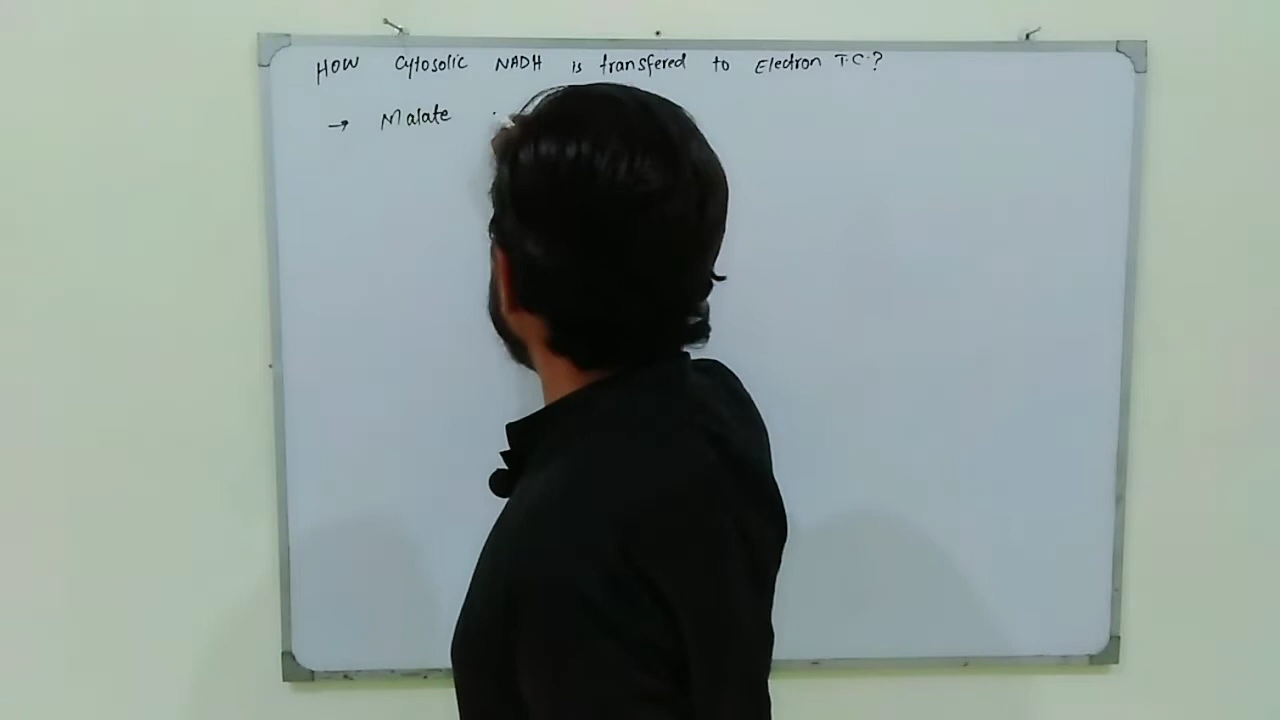 HOW Cytosolic NADH is transfered to Electron T.C.?
→ Malate